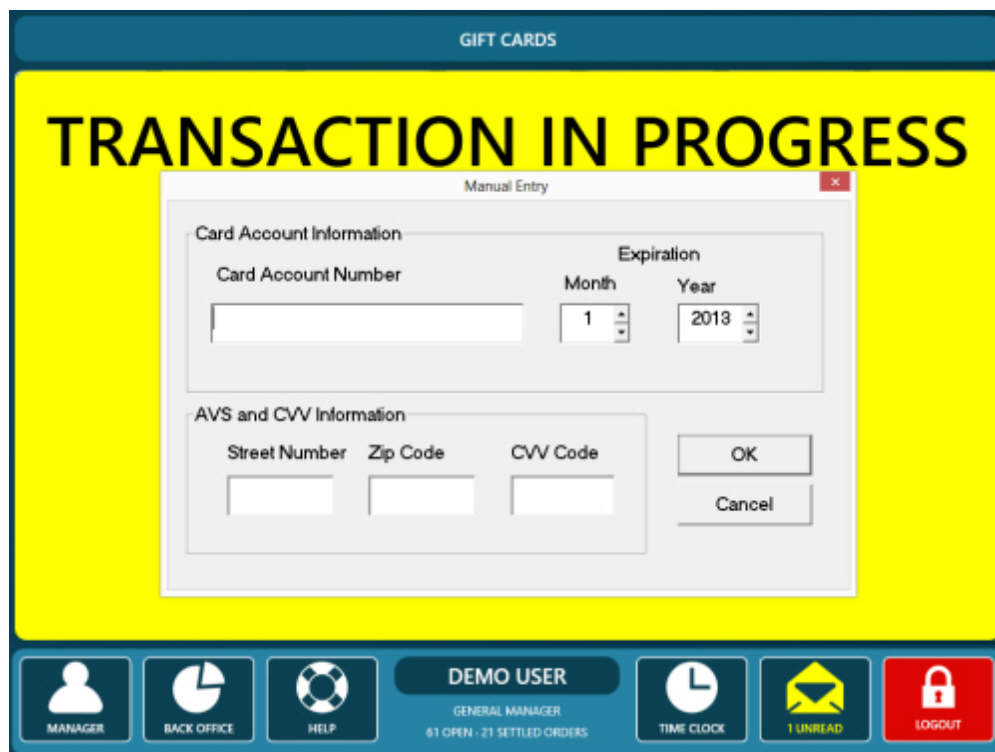 GIFT CARDS
TRANSACTION IN PROGRESS
Manual Entry
Card Account Information
Expiration
Card Account Number
Month
Year
1
2013
AVS and CVV Information
Street Number
Zip Code
CVV Code
OK
Cancel
DEMO USER
GENERAL MANAGER
61 OPEN - 21 SETTLED ORDERS
MANAGER
BACK OFFICE
HELP
TIME CLOCK
1 UNREAD
LOGOUT